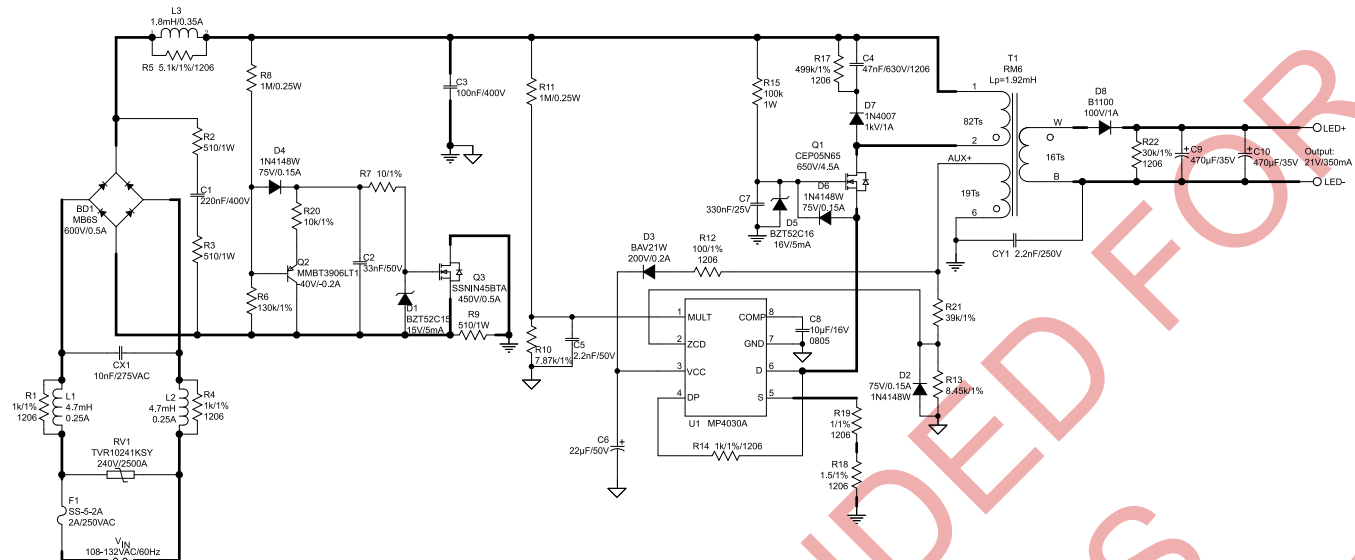 L3
1.8mH/0.35A
R5 5.1k/1%/1206
R8
1M/0.25W
C3
100nF/400V
R11
1M/0.25W
R15
100k
1W
R17
499k/1%
1206
C4
47nF/630V/1206
D7
1N4007
1kV/1A
T1
RM6
Lp=1.92mH
1
82Ts
2
AUX+
19Ts
6
W
16Ts
B
D8
B1100
100V/1A
R22
30k/1%
1206
C9
470µF/35V
C10
470µF/35V
LED+
Output:
21V/350mA
LED-
CY1 2.2nF/250V
R2
510/1W
C1
220nF/400V
R3
510/1W
BD1
MB6S
600V/0.5A
D4
1N4148W
75V/0.15A
R7 10/1%
R20
10k/1%
Q2
MMBT3906LT1
-40V/-0.2A
C2
33nF/50V
R6
130k/1%
D1
BZT52C15
15V/5mA
Q3
SSNIN45BTA
450V/0.5A
R9
510/1W
Q1
CEP05N65
650V/4.5A
D6
1N4148W
75V/0.15A
C7
330nF/25V
D5
BZT52C16
16V/5mA
D3
BAV21W
200V/0.2A
R12
100/1%
1206
R10
7.87k/1%
C5
2.2nF/50V
1 MULT
2 ZCD
3 VCC
4 DP
COMP 8
GND 7
D 6
S 5
U1 MP4030A
C8
10µF/16V
0805
R21
39k/1%
D2
75V/0.15A
1N4148W
R13
8.45k/1%
R14 1k/1%/1206
C6
22µF/50V
R19
1/1%
1206
R18
1.5/1%
1206
CX1
10nF/275VAC
R1
1k/1%
1206
L1
4.7mH
0.25A
L2
4.7mH
0.25A
R4
1k/1%
1206
RV1
TVR10241KSY
240V/2500A
F1
SS-5-2A
2A/250VAC
VIN
108-132VAC/60Hz
NDED FOR
S